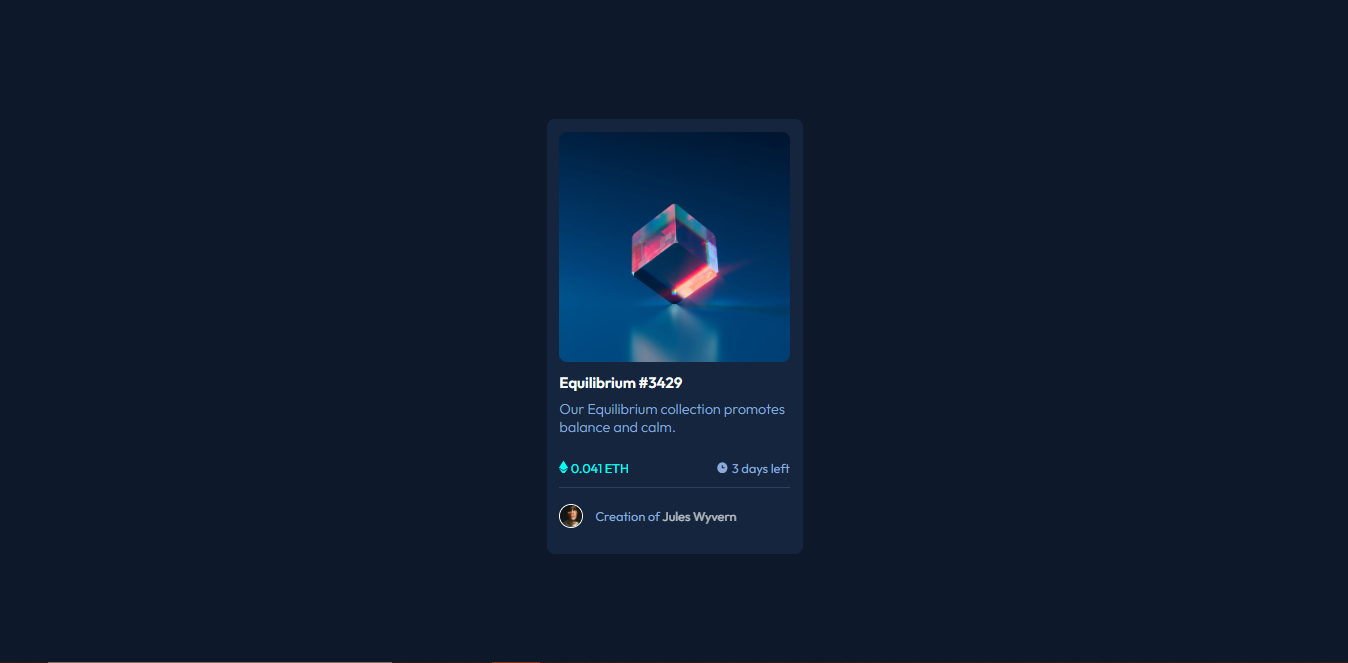 Equilibrium #3429
Our Equilibrium collection promotes
balance and calm.
0.041 ETH
3 days left
Creation of Jules Wyvern